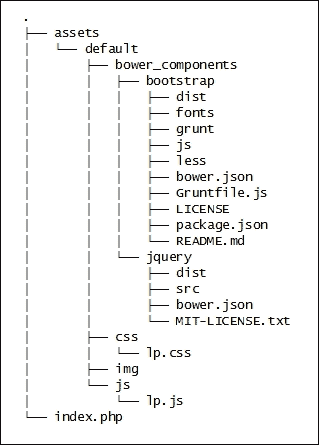 .
├── assets
│   └── default
│       ├── bower_components
│       │   ├── bootstrap
│       │   │   ├── dist
│       │   │   ├── fonts
│       │   │   ├── grunt
│       │   │   ├── js
│       │   │   ├── less
│       │   │   ├── bower.json
│       │   │   ├── Gruntfile.js
│       │   │   ├── LICENSE
│       │   │   ├── package.json
│       │   │   └── README.md
│       │   └── jquery
│       │       ├── dist
│       │       ├── src
│       │       ├── bower.json
│       │       └── MIT-LICENSE.txt
│       ├── css
│       │   └── lp.css
│       ├── img
│       └── js
│           └── lp.js
└── index.php